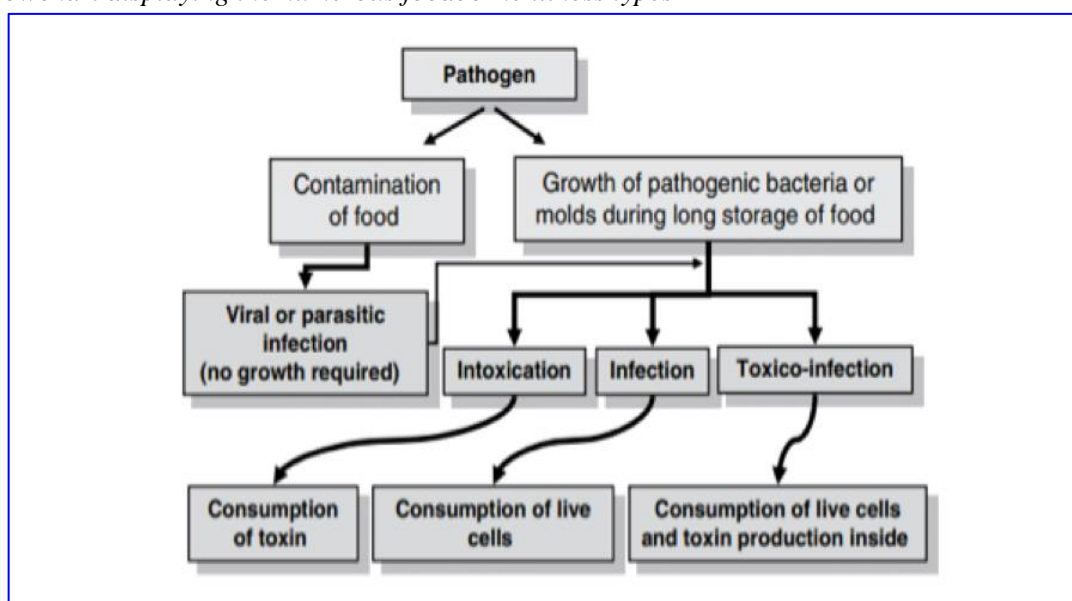 Pathogen
Contamination
of food
Growth of pathogenic bacteria or
molds during long storage of food
Viral or parasitic
infection
(no growth required)
Intoxication
Infection
Toxico-infection
Consumption
of toxin
Consumption of live
cells
Consumption of live cells
and toxin production inside